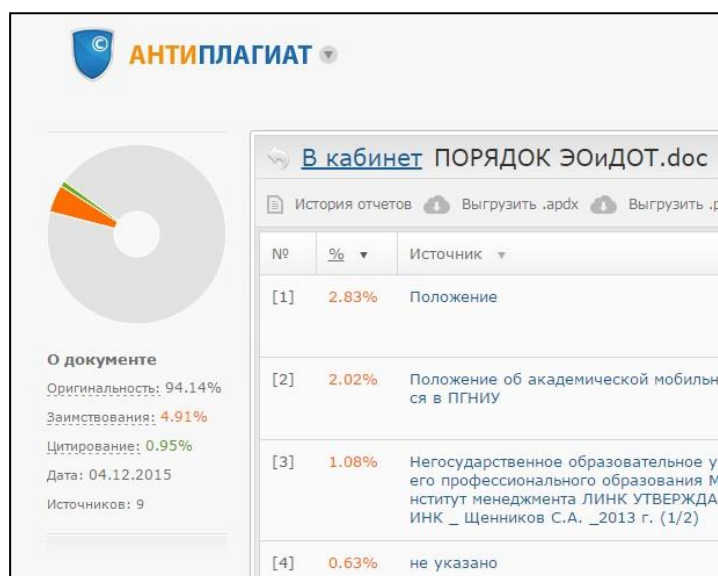 ©
АНТИПЛАГИАТ
В кабинет ПОРЯДОК ЭОиДОТ.doc
История отчетов Выгрузить .apdx Выгрузить
№ % Источник
[1] 2.83% Положение
О документе
Оригинальность: 94.14%
Заимствования: 4.91%
Цитирование: 0.95%
Дата: 04.12.2015
Источников: 9
[2] 2.02% Положение об академической
ся в ПГНИУ
[3] 1.08% Негосударственное образовательное
его профессионального образования
нститут менеджмента ЛИНК
ИНК _ Щенников С.А. _2013 г. (1/2)
[4] 0.63% не указано